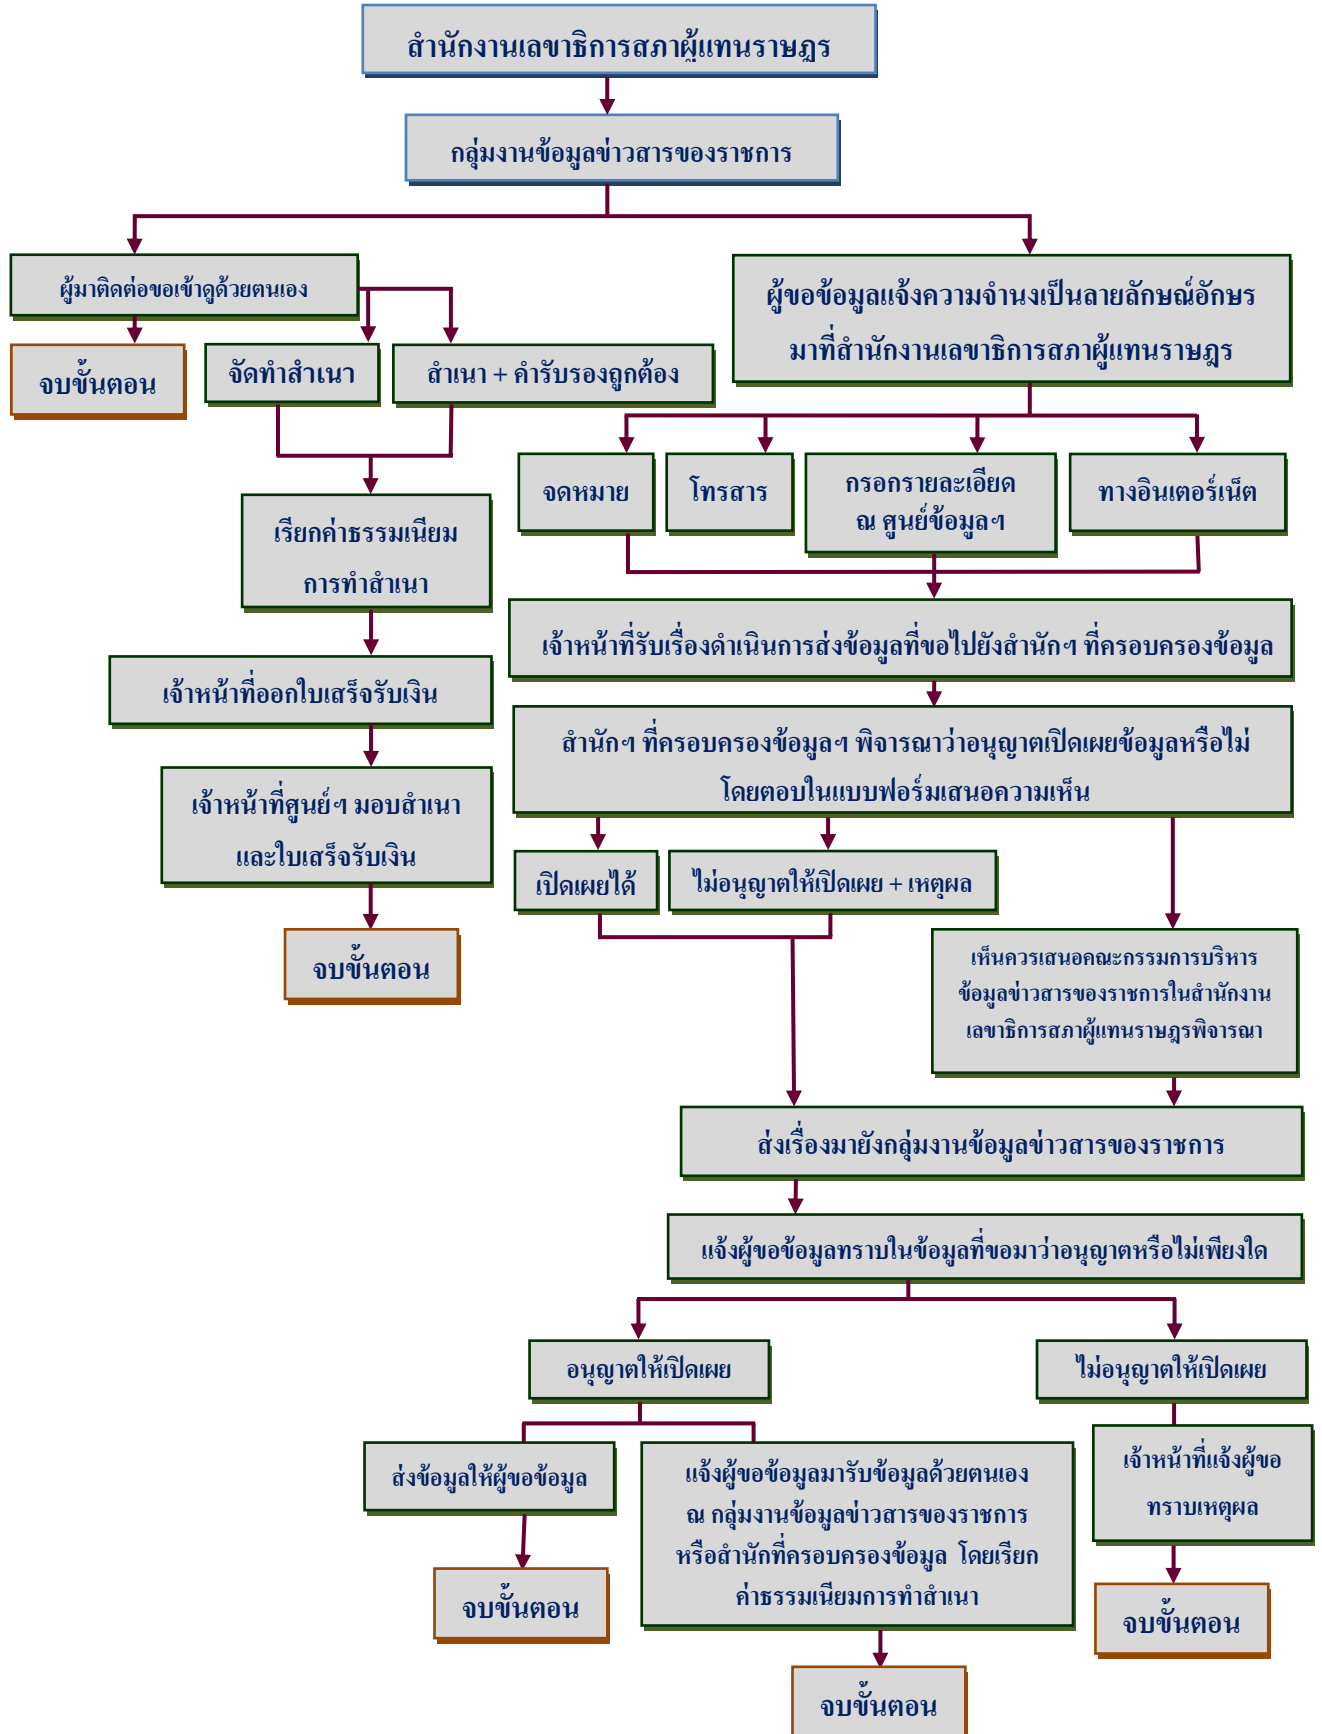 สำนักงานเลขาธิการสภาผู้แทนราษฎร
กลุ่มงานข้อมูลข่าวสารของราชการ
ผู้มาติดต่อขอเข้าดูด้วยตนเอง
จบขั้นตอน
จัดทำสำเนา
สำเนา + คำรับรองถูกต้อง
เรียกค่าธรรมเนียม
การทำสำเนา
เจ้าหน้าที่ออกใบเสร็จรับเงิน
เจ้าหน้าที่ศูนย์ฯ มอบสำเนา
และใบเสร็จรับเงิน
จบขั้นตอน
ผู้ขอข้อมูลแจ้งความจำนงเป็นลายลักษณ์อักษร
มาที่สำนักงานเลขาธิการสภาผู้แทนราษฎร
จดหมาย
โทรสาร
กรอกรายละเอียด
ณ ศูนย์ข้อมูลฯ
ทางอินเตอร์เน็ต
เจ้าหน้าที่รับเรื่องดำเนินการส่งข้อมูลที่ขอไปยังสำนักฯ ที่ครอบครองข้อมูล
สำนักฯ ที่ครอบครองข้อมูลฯ พิจารณาว่าอนุญาตเปิดเผยข้อมูลหรือไม่
โดยตอบในแบบฟอร์มเสนอความเห็น
เปิดเผยได้
ไม่อนุญาตให้เปิดเผย + เหตุผล
เห็นควรเสนอคณะกรรมการบริหาร
ข้อมูลข่าวสารของราชการในสำนักงาน
เลขาธิการสภาผู้แทนราษฎรพิจารณา
ส่งเรื่องมายังกลุ่มงานข้อมูลข่าวสารของราชการ
แจ้งผู้ขอข้อมูลทราบในข้อมูลที่ขอมาว่าอนุญาตหรือไม่เพียงใด
อนุญาตให้เปิดเผย
ไม่อนุญาตให้เปิดเผย
ส่งข้อมูลให้ผู้ขอข้อมูล
จบขั้นตอน
แจ้งผู้ขอข้อมูลมารับข้อมูลด้วยตนเอง
ณ กลุ่มงานข้อมูลข่าวสารของราชการ
หรือสำนักที่ครอบครองข้อมูล โดยเรียก
ค่าธรรมเนียมการทำสำเนา
จบขั้นตอน
เจ้าหน้าที่แจ้งผู้ขอ
ทราบเหตุผล
จบขั้นตอน